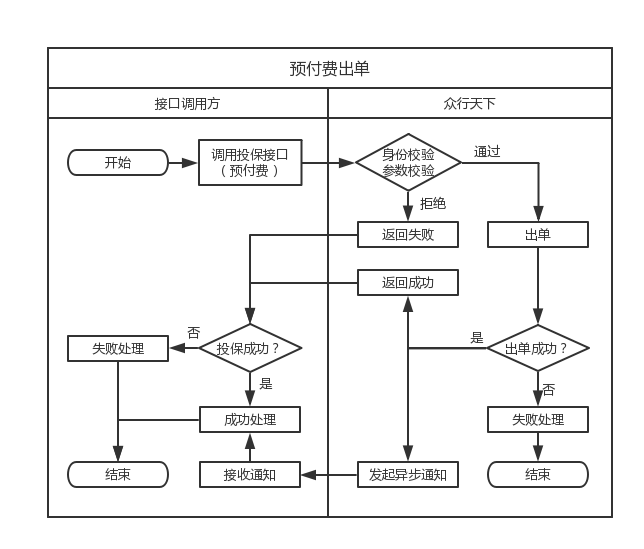 预付费出单
接口调用方
众行天下
开始
调用投保接口
（预付费）
身份校验
参数校验
通过
拒绝
返回失败
出单
返回成功
否
失败处理
投保成功？
是
出单成功？
是
否
成功处理
失败处理
结束
接收通知
发起异步通知
结束